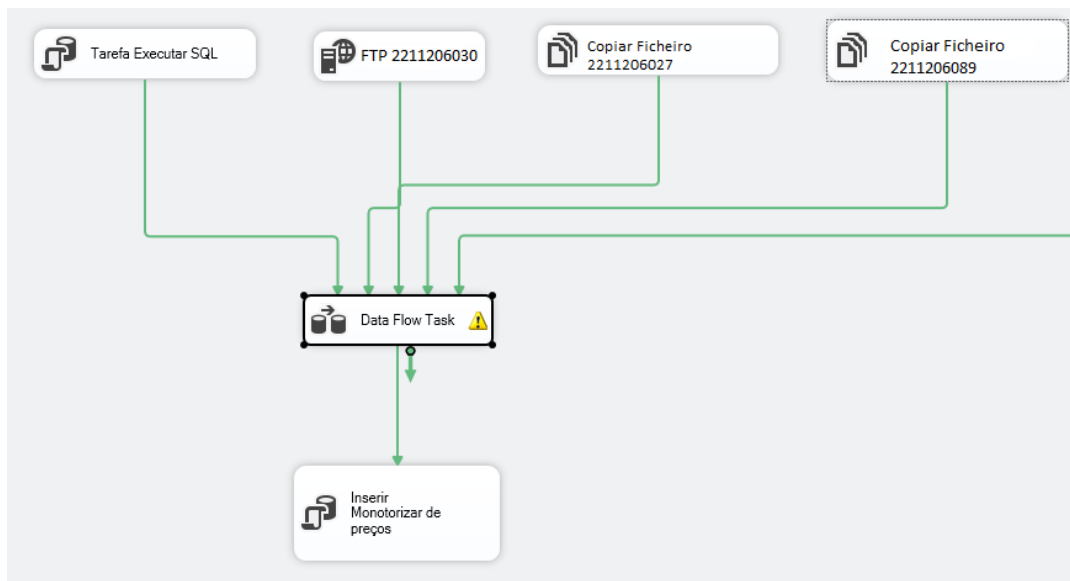 Tarefa Executar SQL
FTP 2211206030
Copiar Ficheiro
2211206027
Copiar Ficheiro
2211206089
Data Flow Task
Inserir
Monotorizar de
preços